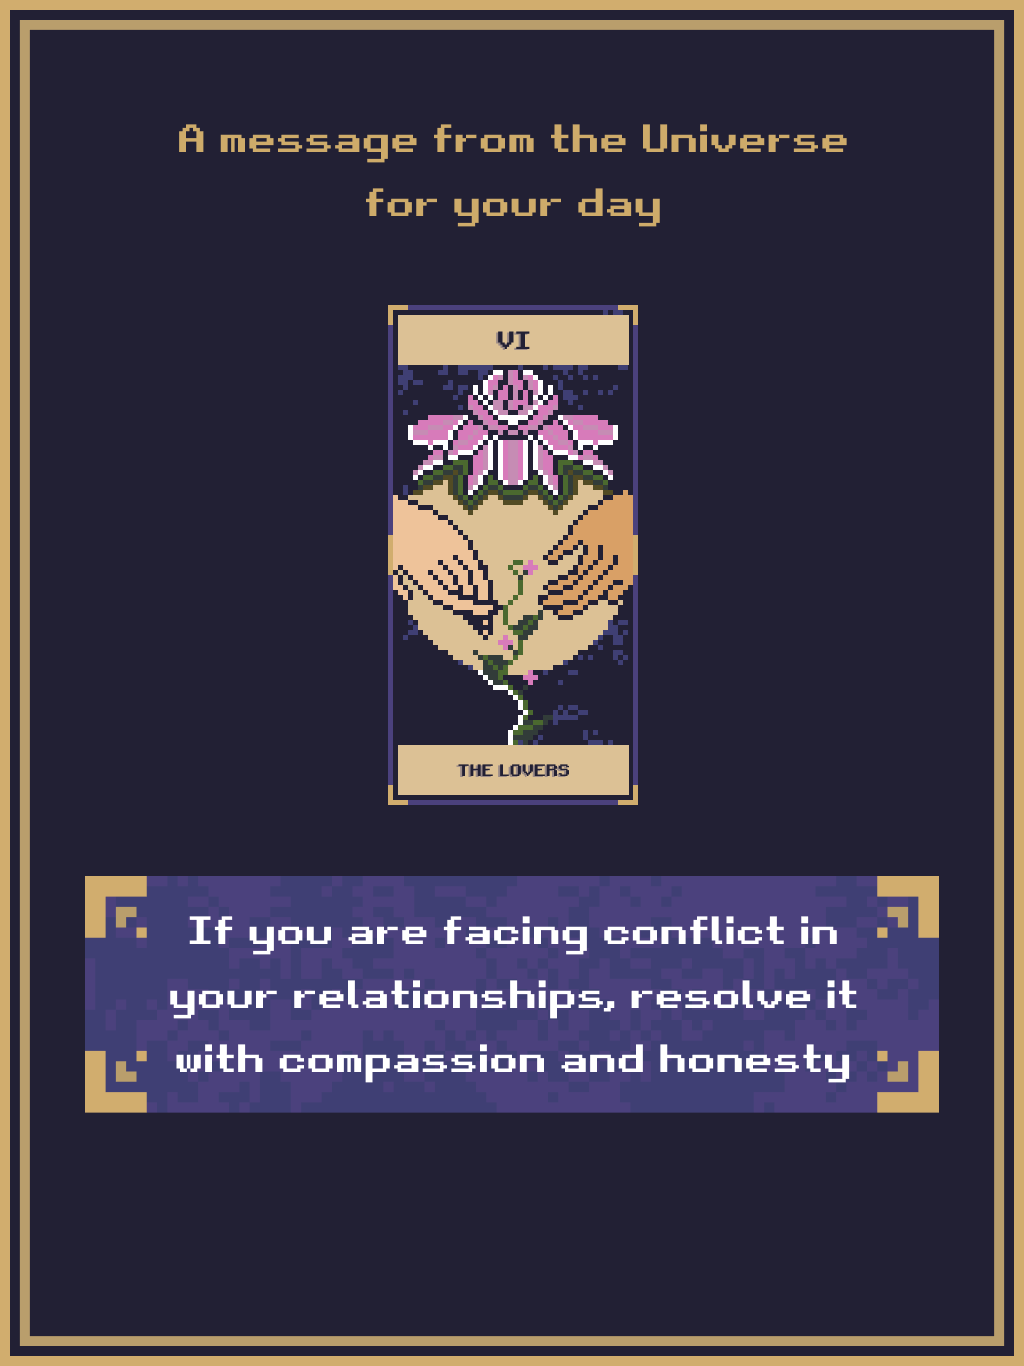 A message from the Universe
for your day
VI
THE LOVERS
If you are facing conflict in
your relationships, resolve it
with compassion and honesty